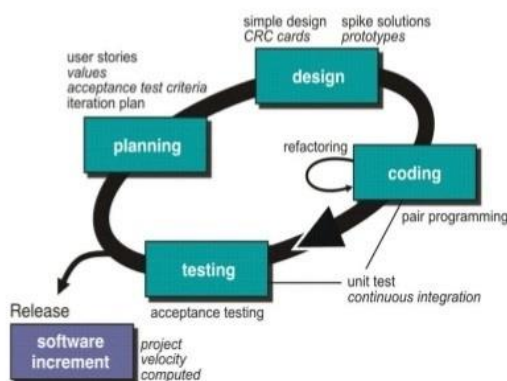 simple design
CRC cards
spike solutions
prototypes
user stories
values
acceptance test criteria
iteration plan
design
planning
refactoring
coding
pair programming
testing
unit test
continuous integration
acceptance testing
Release
software
increment
project
velocity
computed